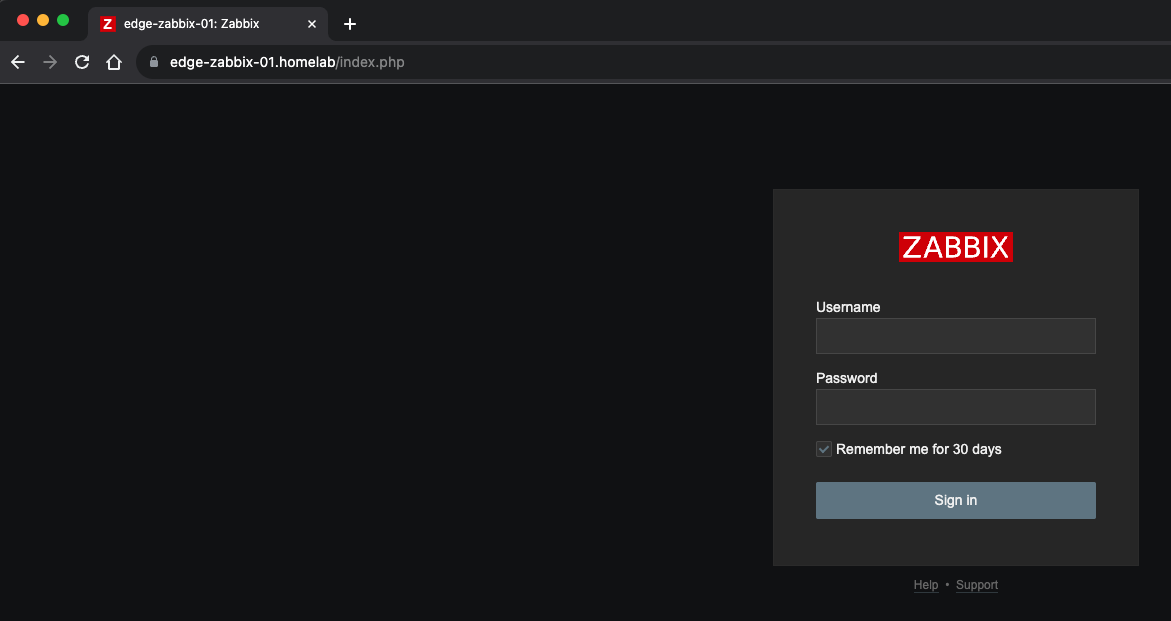 Z edge-zabbix-01: Zabbix
edge-zabbix-01.homelab/index.php
ZABBIX
Username
Password
Remember me for 30 days
Sign in
Help • Support